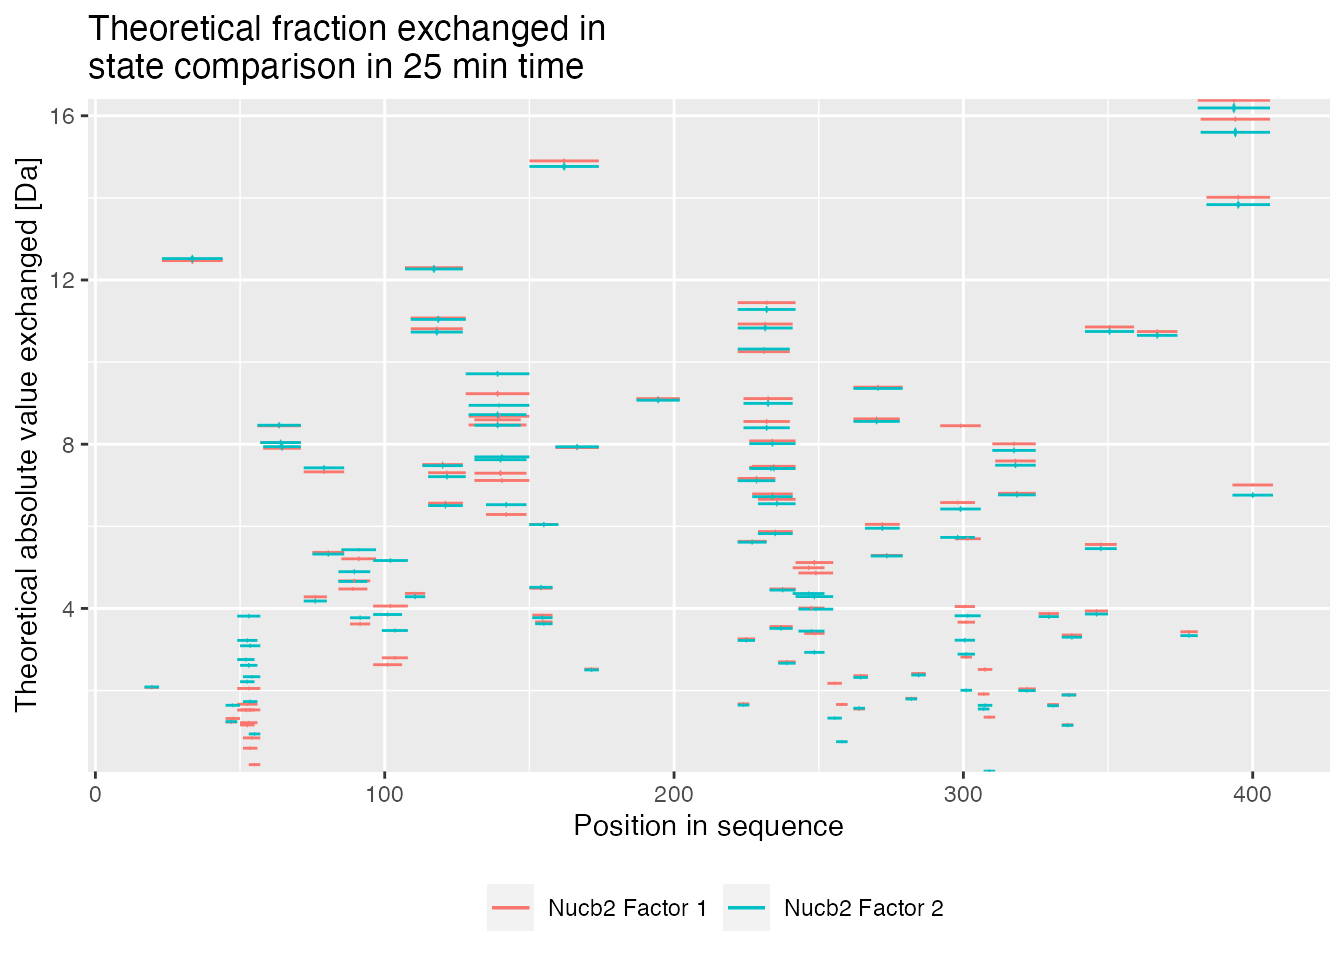 Theoretical fraction exchanged in
state comparison in 25 min time
Theoretical absolute value exchanged [Da]
16
12
8
4
0 100 200 300 400
Position in sequence
Nucb2 Factor 1 Nucb2 Factor 2